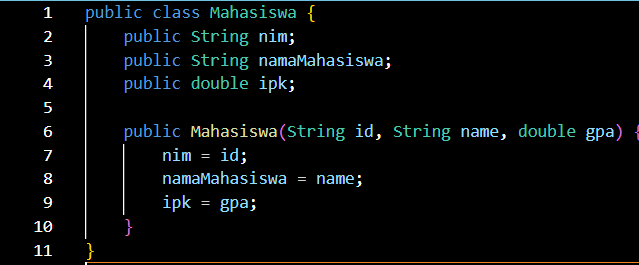 1 public class Mahasiswa {
2 public String nim;
3 public String namaMahasiswa;
4 public double ipk;
5
6 public Mahasiswa(String id, String name, double gpa) {
7 nim = id;
8 namaMahasiswa = name;
9 ipk = gpa;
10 }
11 }